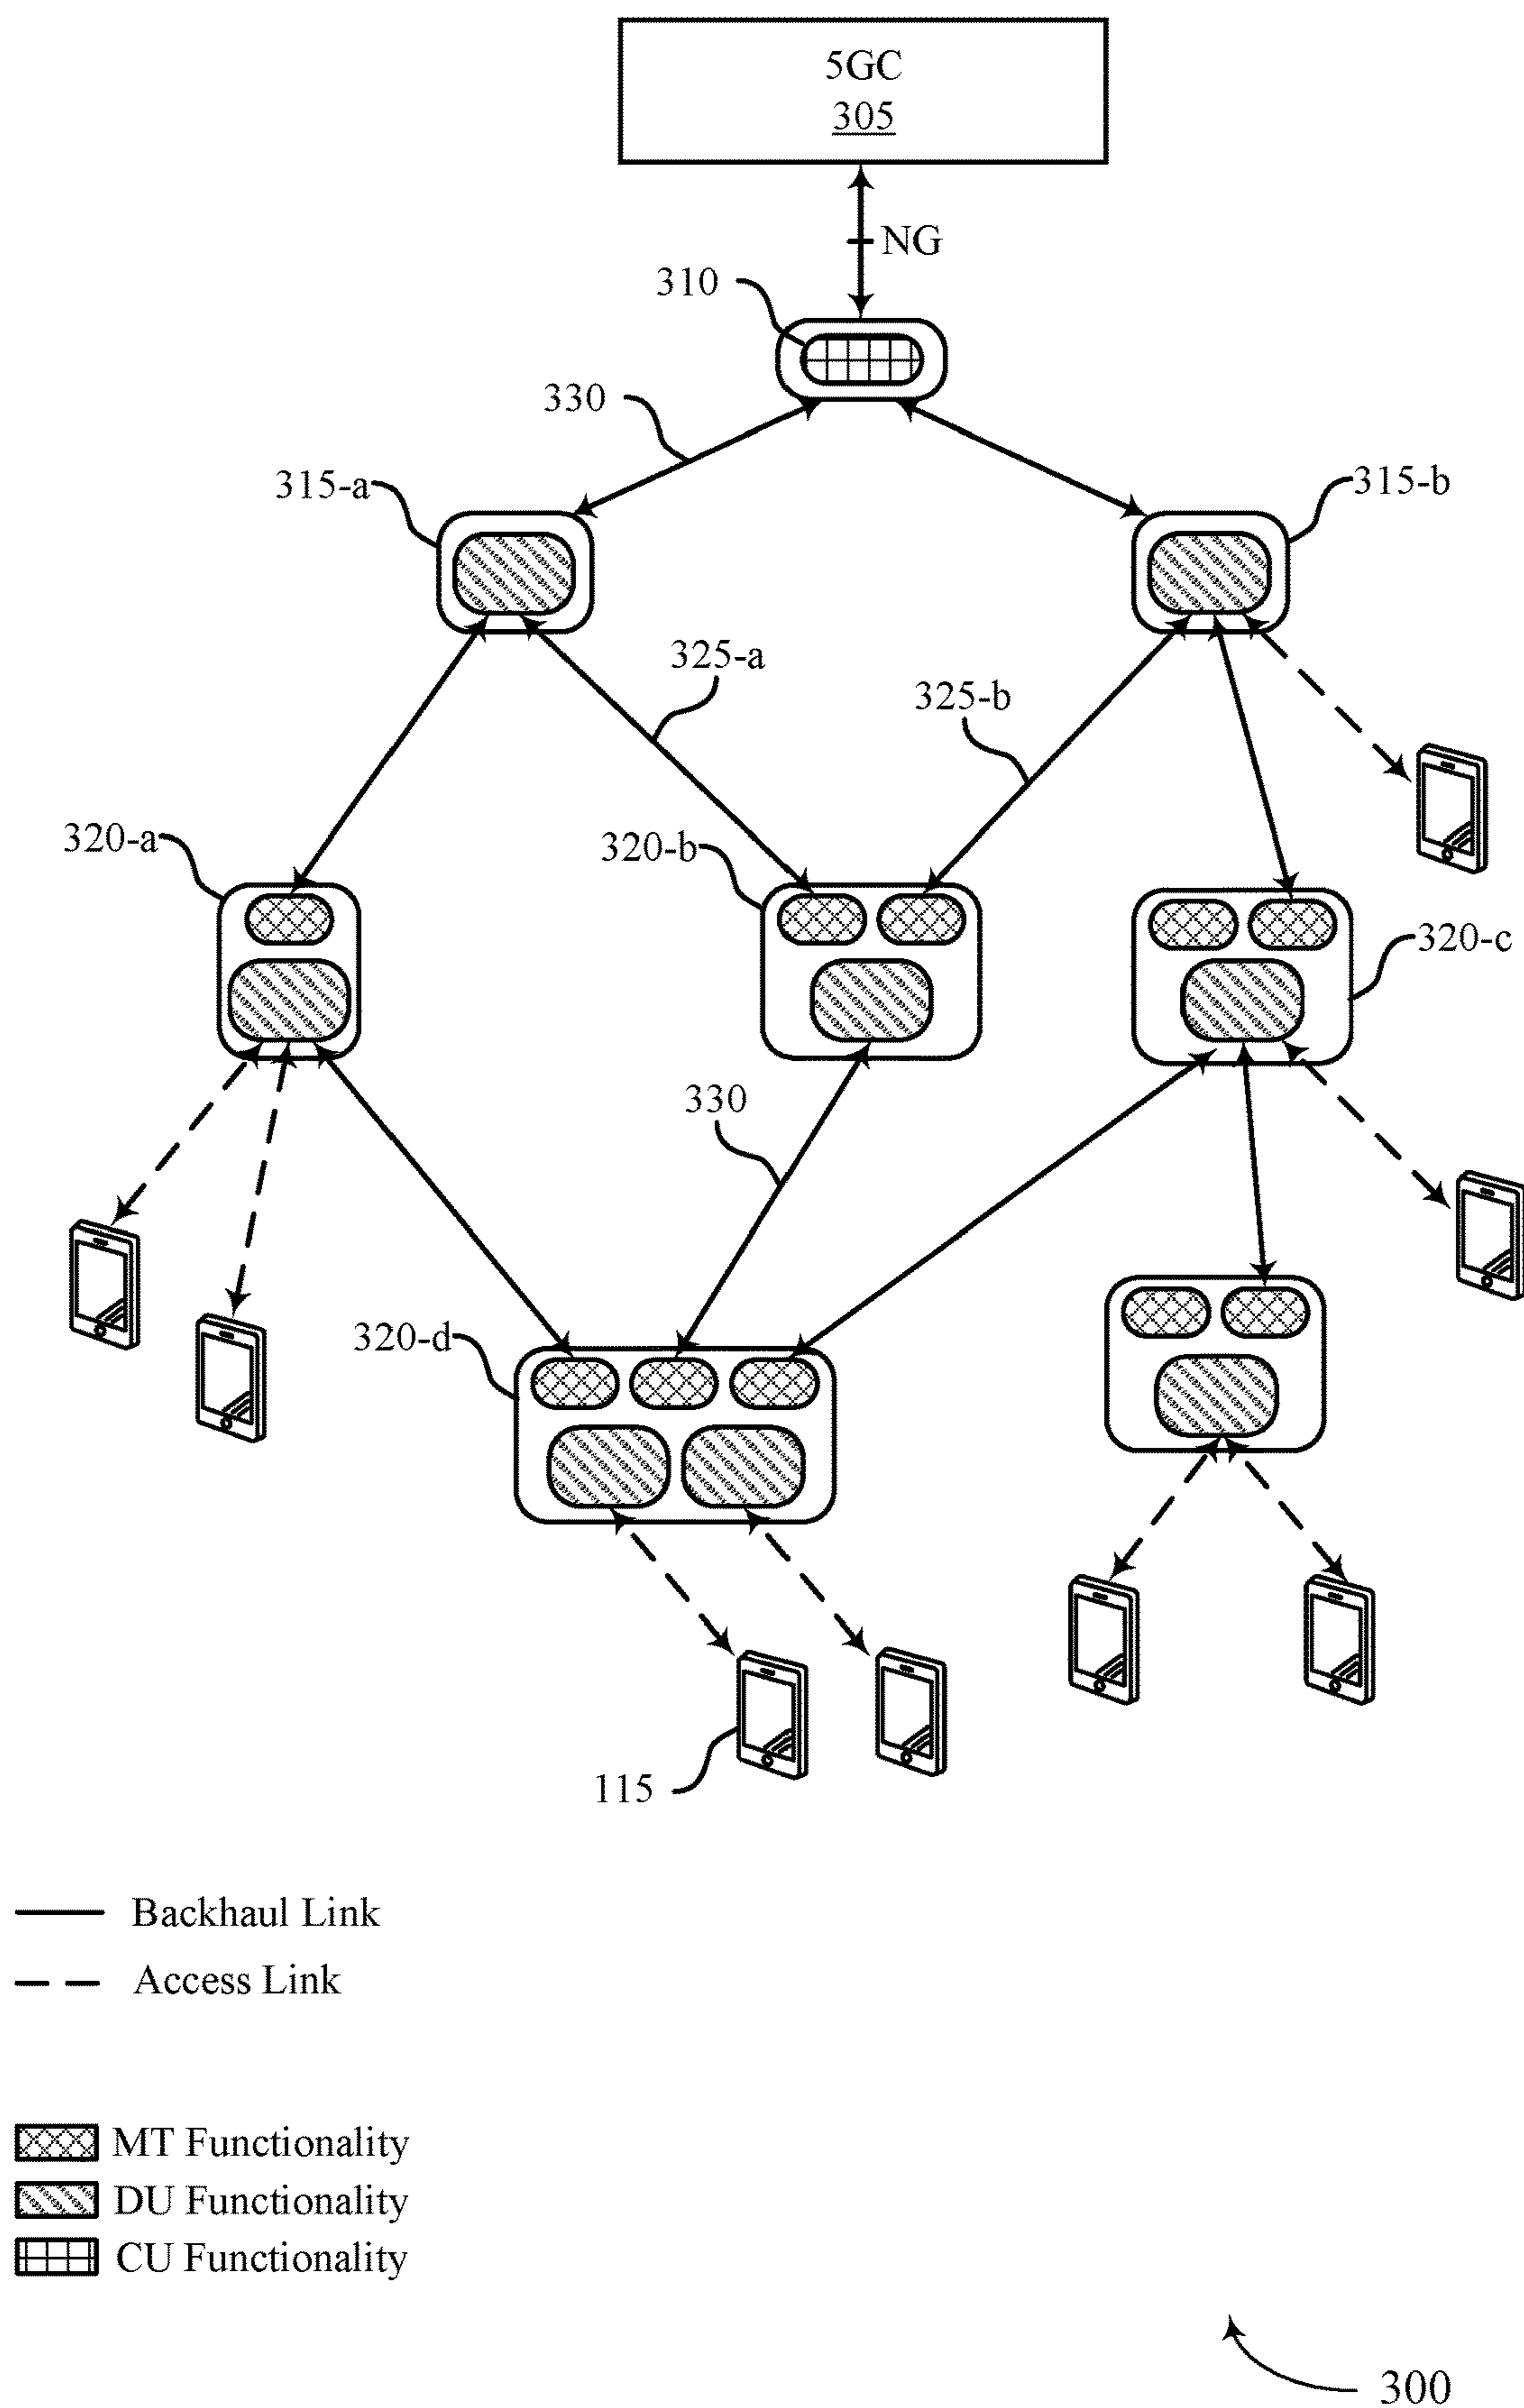 5GC
305
NG
310
330
315-a
315-b
325-a
325-b
320-a
320-b
320-c
330
320-d
115
Backhaul Link
Access Link
MT Functionality
DU Functionality
CU Functionality
300